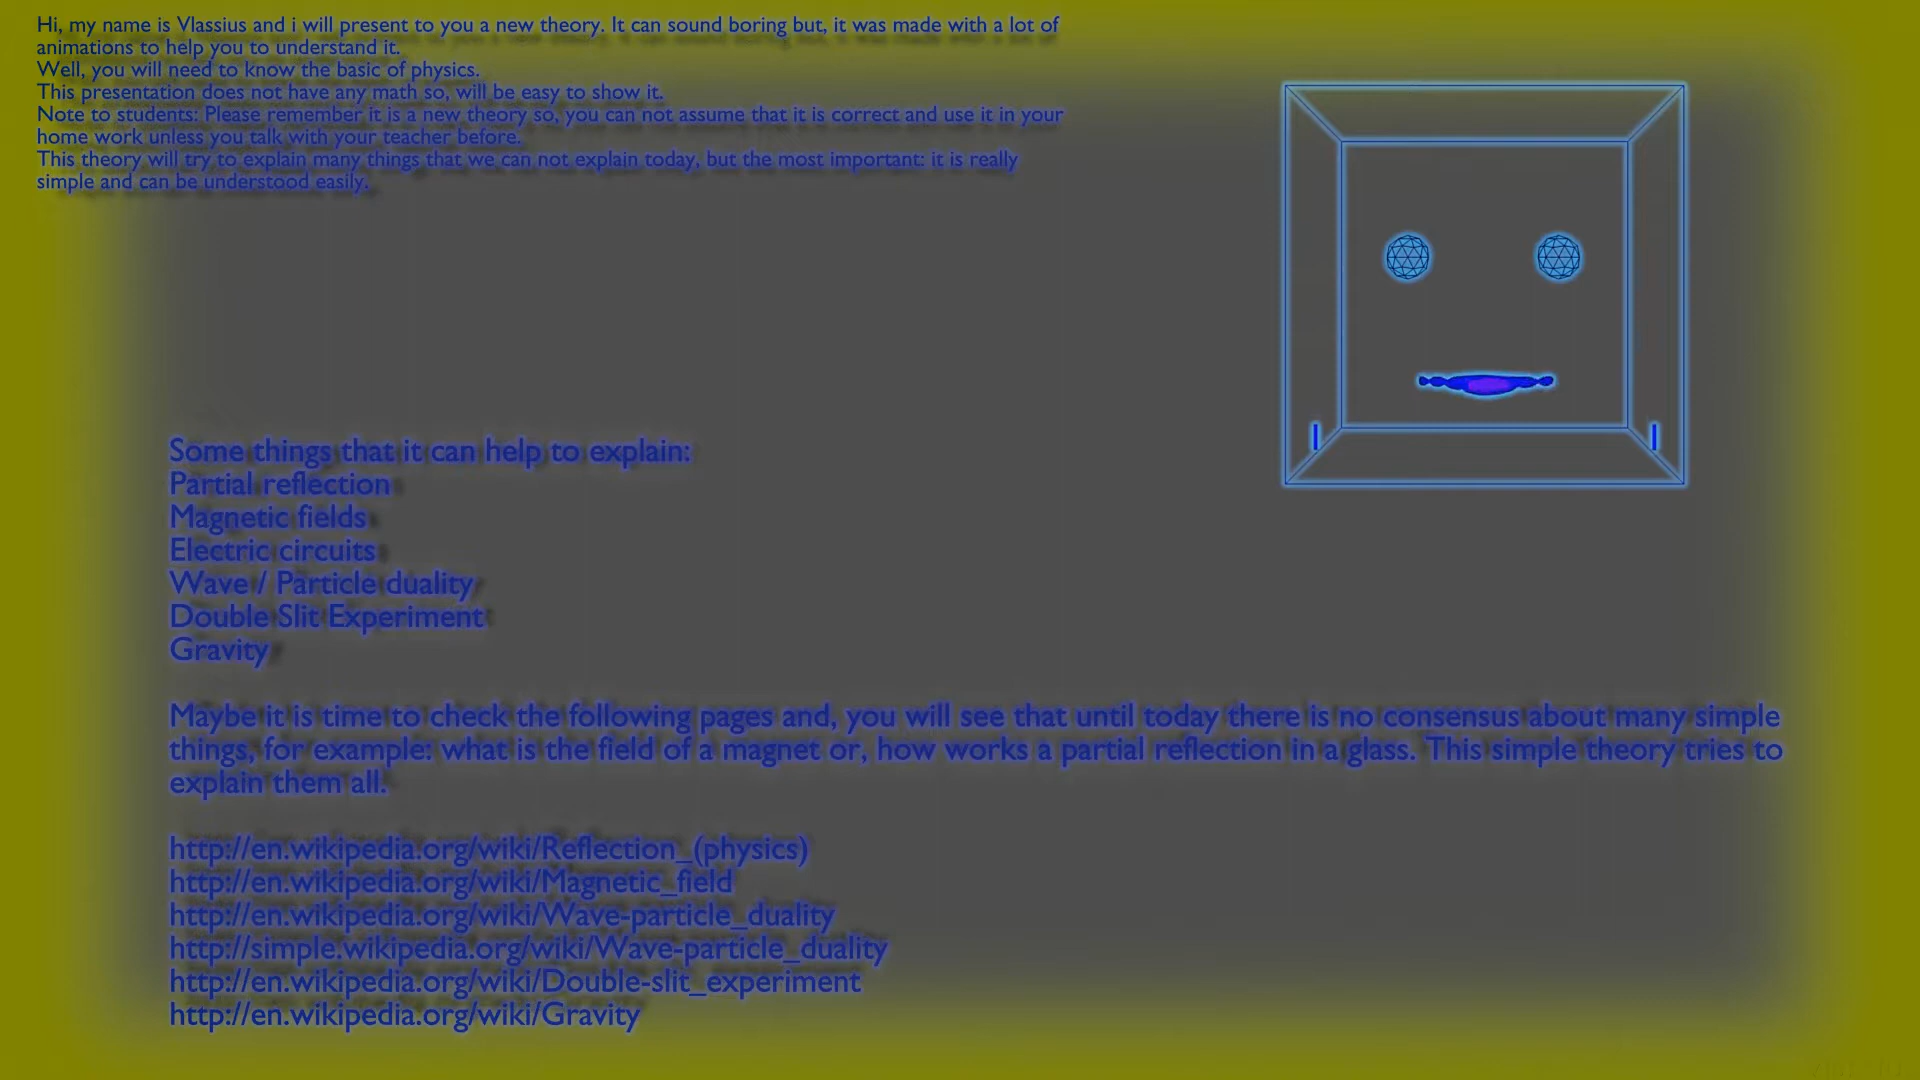 Hi, my name is Vlassius and i will present to you a new theory. It can sound boring but, it was made with a lot of
animations to help you to understand it.
Well, you will need to know the basic of physics.
This presentation does not have any math so, will be easy to show it.
Note to students: Please remember it is a new theory so, you can not assume that it is correct and use it in your
home work unless you talk with your teacher before.
This theory will try to explain many things that we can not explain today, but the most important: it is really
simple and can be understood easily.
Some things that it can help to explain:
Partial reflection
Magnetic fields
Electric circuits
Wave / Particle duality
Double Slit Experiment
Gravity
Maybe it is time to check the following pages and, you will see that until today there is no consensus about many simple
things, for example: what is the field of a magnet or, how works a partial reflection in a glass. This simple theory tries to
explain them all.
http://en.wikipedia.org/wiki/Reflection_(physics)
http://en.wikipedia.org/wiki/Magnetic_field
http://en.wikipedia.org/wiki/Wave-particle_duality
http://simple.wikipedia.org/wiki/Wave-particle_duality
http://en.wikipedia.org/wiki/Double-slit_experiment
http://en.wikipedia.org/wiki/Gravity